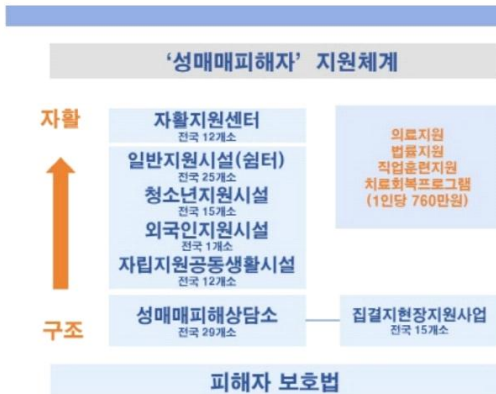 '성매매피해자' 지원체계
자활
자활지원센터
전국 12개소
일반지원시설(쉼터)
전국 25개소
청소년지원시설
전국 15개소
외국인지원시설
전국 1개소
자립지원공동생활시설
전국 12개소
의료지원
법률지원
직업훈련지원
치료회복프로그램
(1인당 760만원)
구조
성매매피해상담소
전국 29개소
집결지현장지원사업
전국 15개소
피해자 보호법